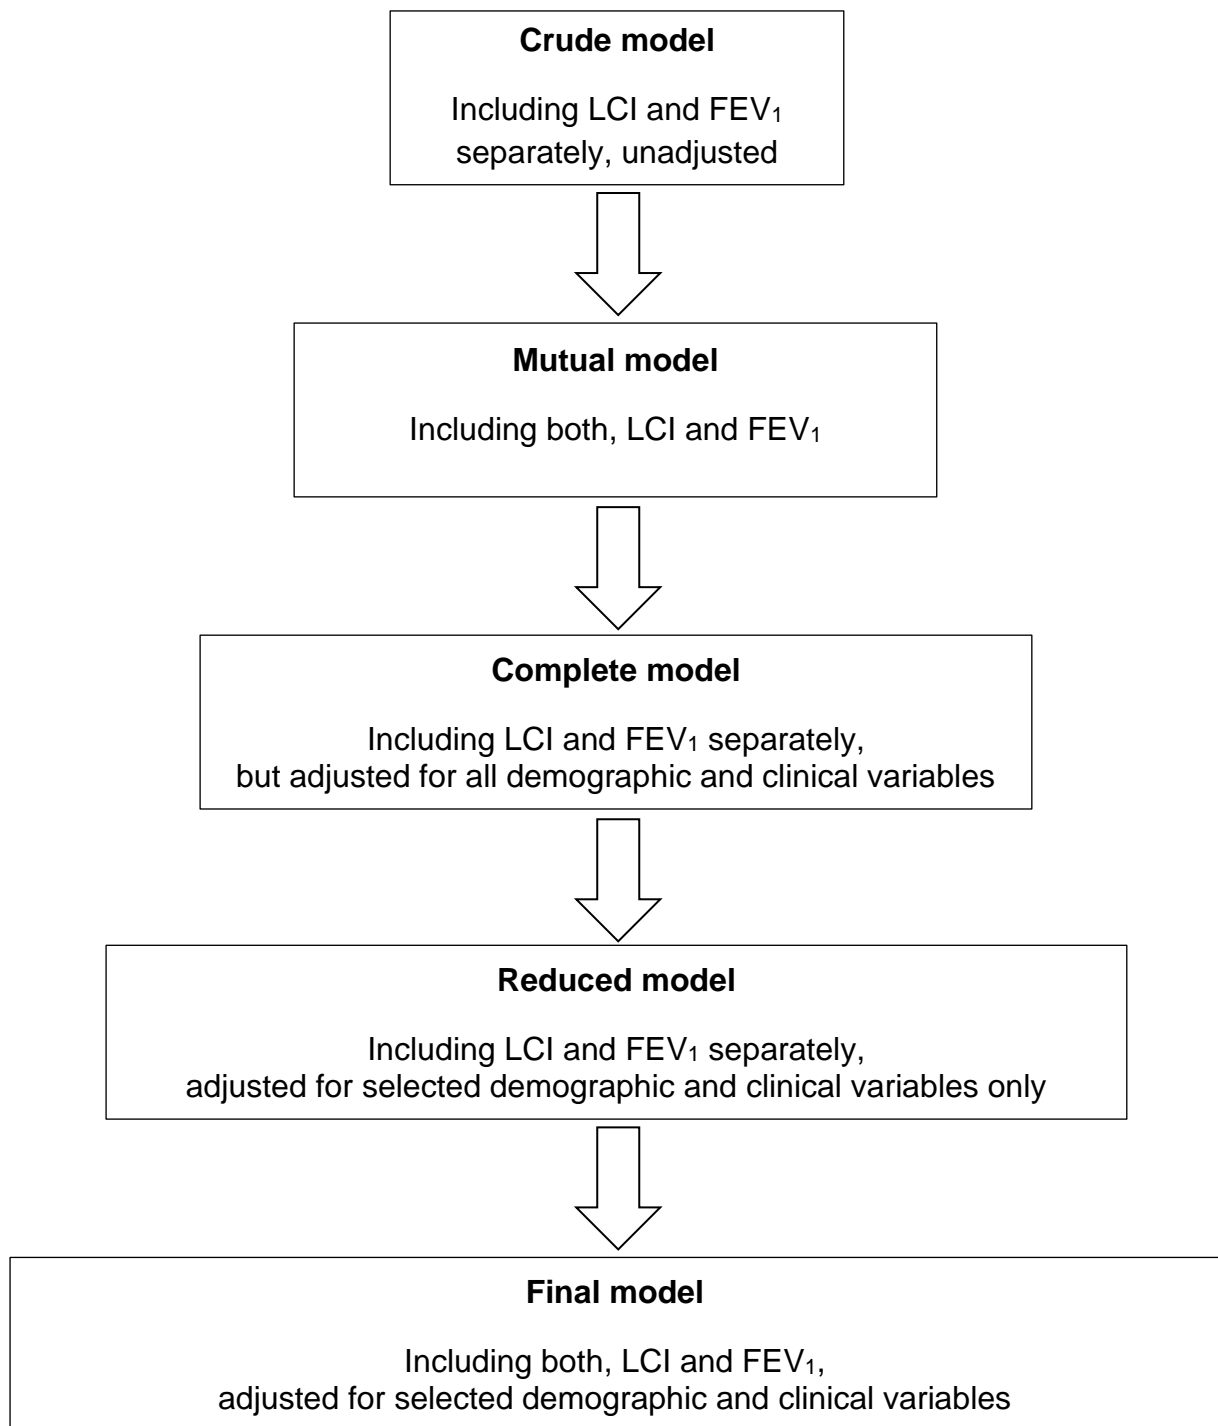 Crude model
Including LCI and FEV₁
separately, unadjusted
Mutual model
Including both, LCI and FEV₁
Complete model
Including LCI and FEV₁ separately,
but adjusted for all demographic and clinical variables
Reduced model
Including LCI and FEV₁ separately,
adjusted for selected demographic and clinical variables only
Final model
Including both, LCI and FEV₁,
adjusted for selected demographic and clinical variables